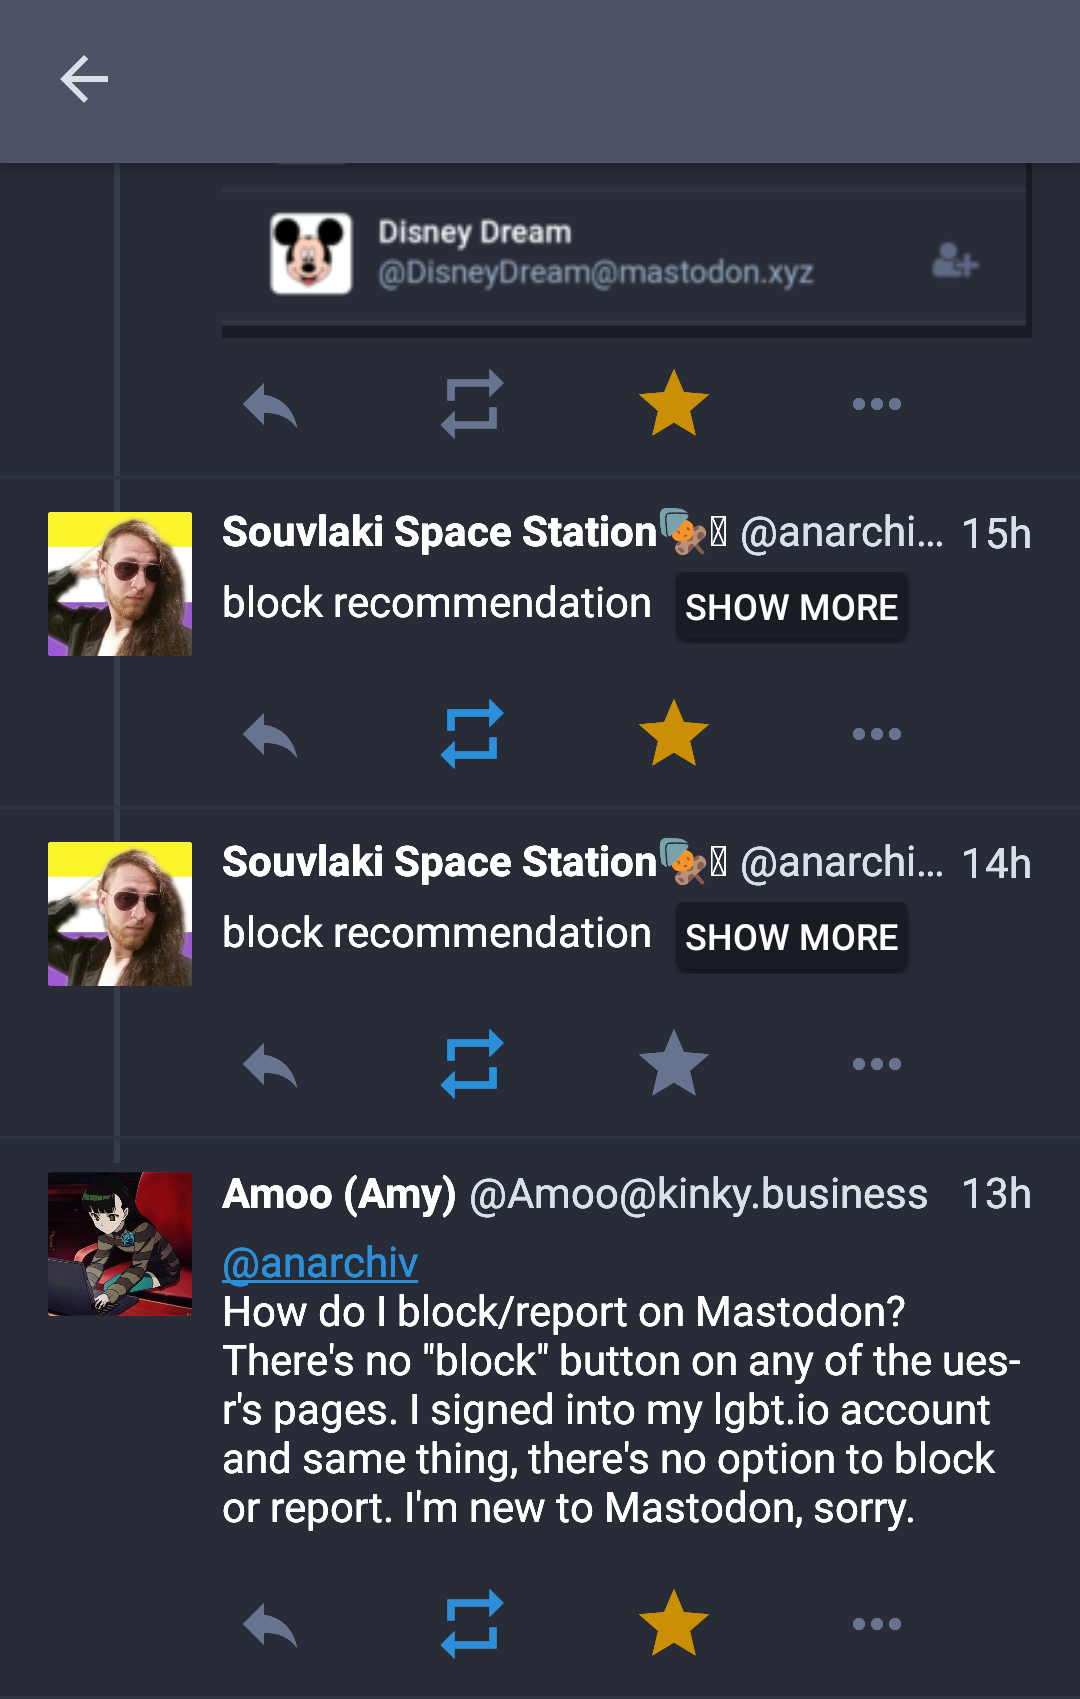 Disney Dream
@DisneyDream@mastodon.xyz
Souvlaki Space Station @anarchi... 15h
block recommendation SHOW MORE
Souvlaki Space Station @anarchi... 14h
block recommendation SHOW MORE
Amoo (Amy) @Amoo@kinky.business 13h
@anarchiv
How do I block/report on Mastodon?
There's no "block" button on any of the ues-
r's pages. I signed into my lgbt.io account
and same thing, there's no option to block
or report. I'm new to Mastodon, sorry.